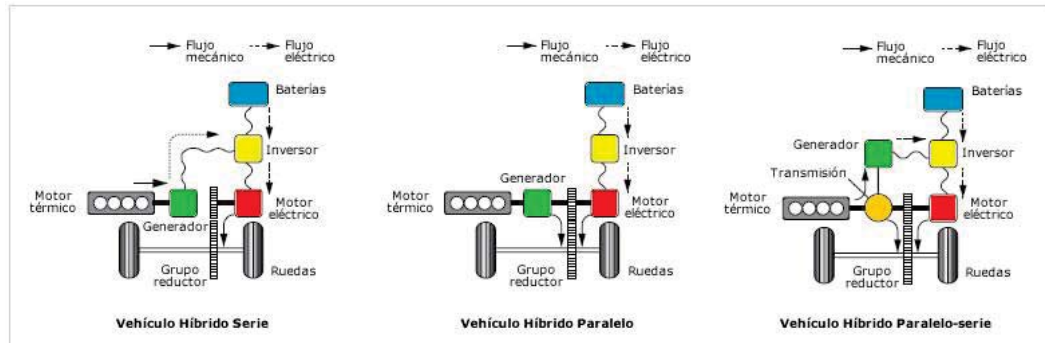 Flujo
mecánico
Flujo
eléctrico
Baterías
Inversor
Motor
térmico
Generador
Motor
eléctrico
Grupo
reductor
Ruedas
Vehículo Híbrido Serie
Flujo
mecánico
Flujo
eléctrico
Baterías
Inversor
Generador
Motor
térmico
Motor
eléctrico
Grupo
reductor
Ruedas
Vehículo Híbrido Paralelo
Flujo
mecánico
Flujo
eléctrico
Baterías
Generador
Inversor
Transmisión
Motor
térmico
Motor
eléctrico
Grupo
reductor
Ruedas
Vehículo Híbrido Paralelo-serie